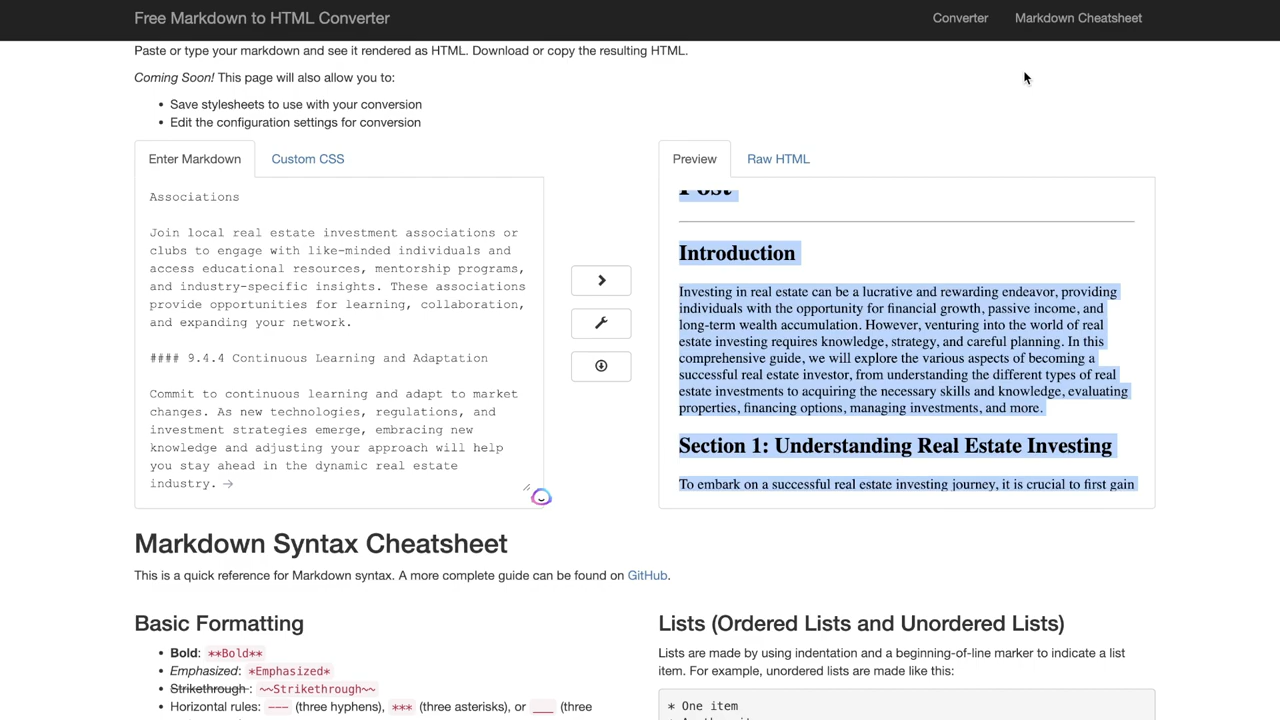 Free Markdown to HTML Converter
Converter
Markdown Cheatsheet
Paste or type your markdown and see it rendered as HTML. Download or copy the resulting HTML.
Coming Soon! This page will also allow you to:
• Save stylesheets to use with your conversion
• Edit the configuration settings for conversion
Enter Markdown
Custom CSS
Associations
Join local real estate investment associations or
clubs to engage with like-minded individuals and
access educational resources, mentorship programs,
and industry-specific insights. These associations
provide opportunities for learning, collaboration,
and expanding your network.
#### 9.4.4 Continuous Learning and Adaptation
Commit to continuous learning and adapt to market
changes. As new technologies, regulations, and
investment strategies emerge, embracing new
knowledge and adjusting your approach will help
you stay ahead in the dynamic real estate
industry. →
Preview
Raw HTML
Post
Introduction
Investing in real estate can be a lucrative and rewarding endeavor, providing
individuals with the opportunity for financial growth, passive income, and
long-term wealth accumulation. However, venturing into the world of real
estate investing requires knowledge, strategy, and careful planning. In this
comprehensive guide, we will explore the various aspects of becoming a
successful real estate investor, from understanding the different types of real
estate investments to acquiring the necessary skills and knowledge, evaluating
properties, financing options, managing investments, and more.
Section 1: Understanding Real Estate Investing
To embark on a successful real estate investing journey, it is crucial to first gain
Markdown Syntax Cheatsheet
This is a quick reference for Markdown syntax. A more complete guide can be found on GitHub.
Basic Formatting
• Bold: **Bold**
• Emphasized: *Emphasized*
• Strikethrough : ~~Strikethrough~~
• Horizontal rules: --- (three hyphens), *** (three asterisks), or ___ (three
Lists (Ordered Lists and Unordered Lists)
Lists are made by using indentation and a beginning-of-line marker to indicate a list
item. For example, unordered lists are made like this:
* One item